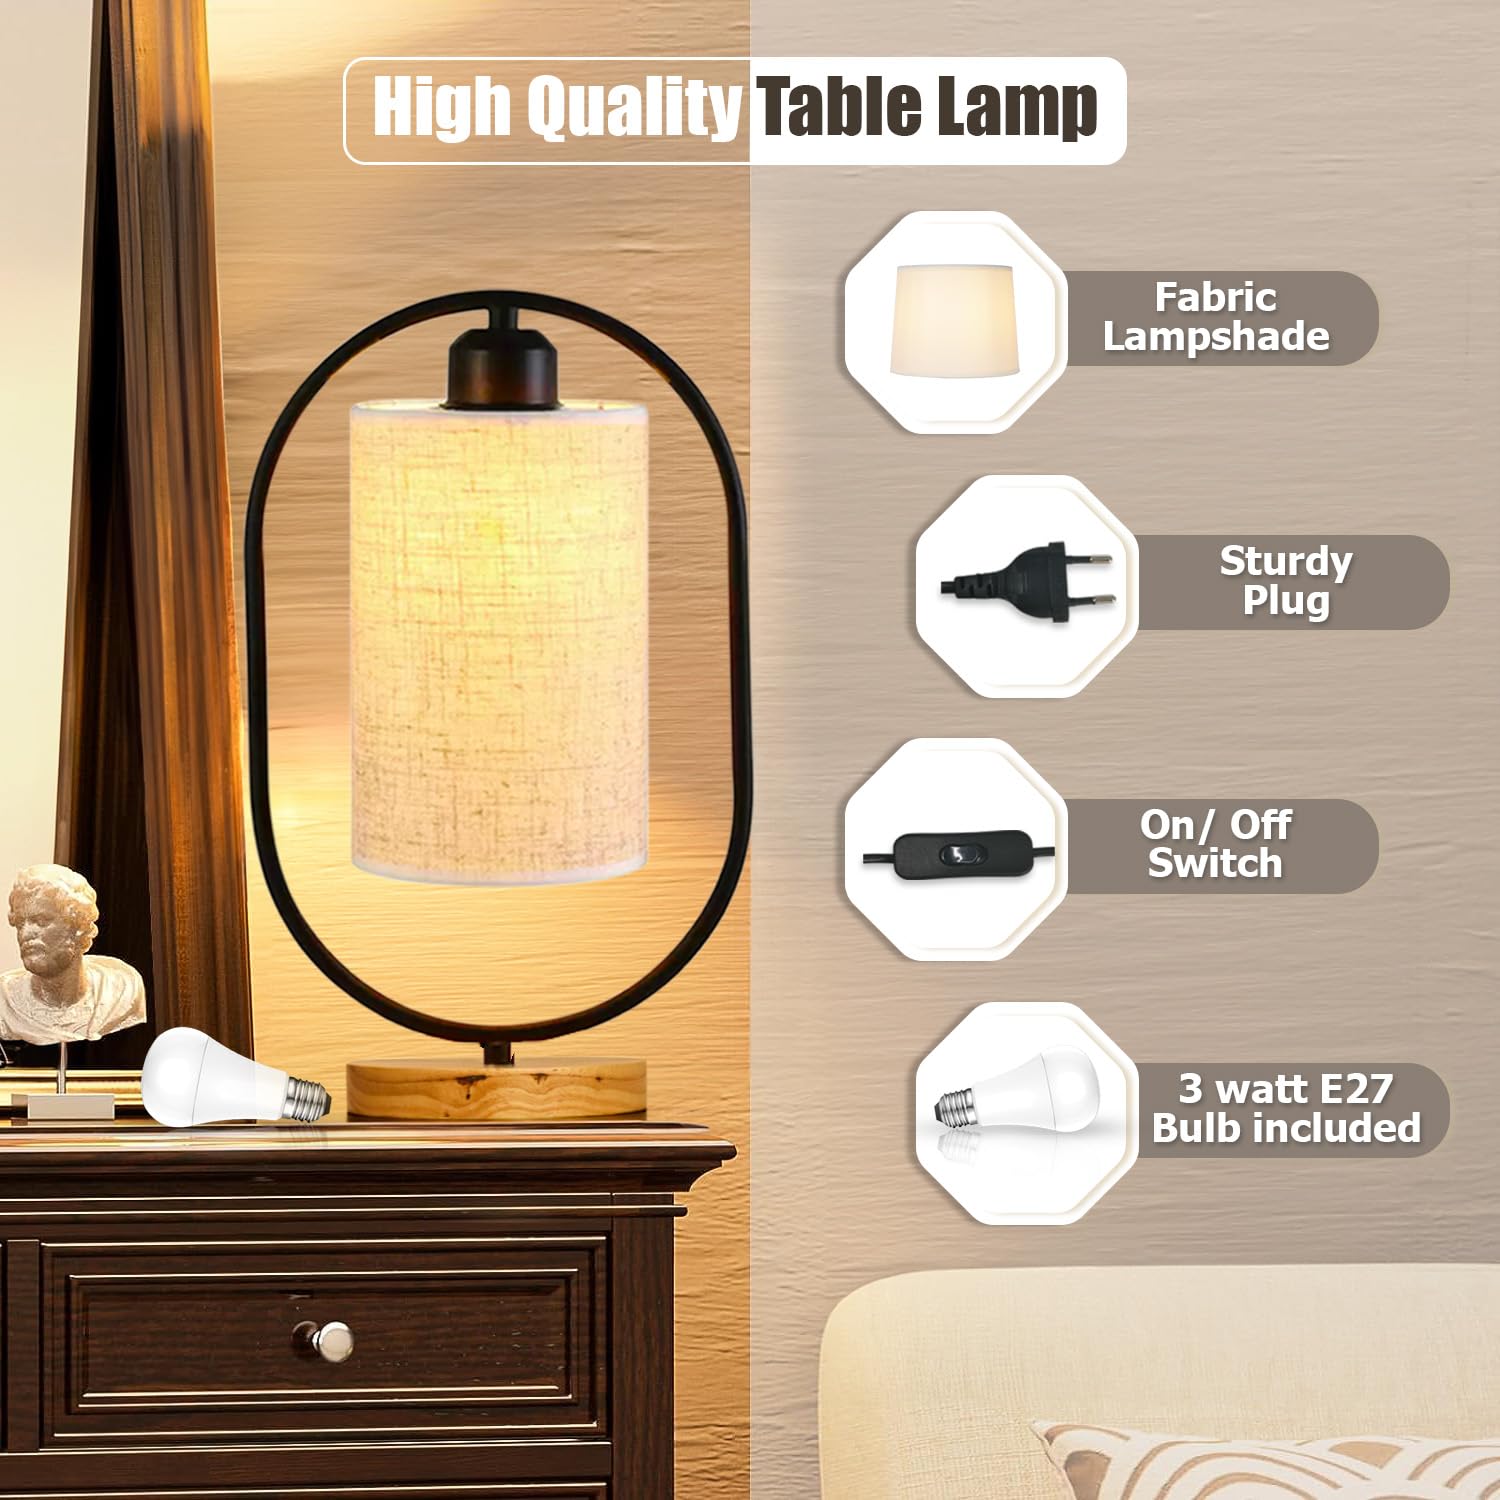 High Quality Table Lamp
Fabric
Lampshade
Sturdy
Plug
On/ Off
Switch
3 watt E27
Bulb included